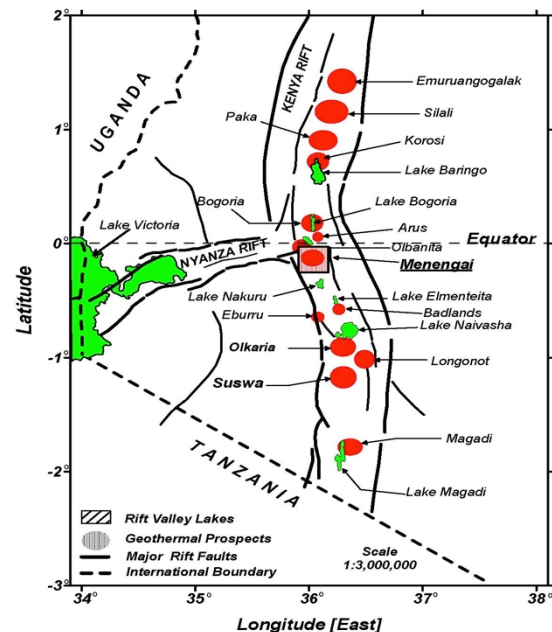 2°
1°
0°
-1°
-2°
-3°
Latitude
34°
35°
36°
37°
38°
Longitude [East]
UGANDA
KENYA RIFT
Emuruangogalak
Silali
Paka
Korosi
Lake Baringo
Bogoria
Lake Bogoria
Arus
Lake Victoria
Olbanita
Equator
NYANZA RIFT
Menengai
Lake Nakuru
Lake Elmenteita
Eburru
Badlands
Lake Naivasha
Olkaria
Longonot
Suswa
Magadi
TANZANIA
Lake Magadi
Rift Valley Lakes
Geothermal Prospects
Major Rift Faults
International Boundary
Scale
1:3,000,000